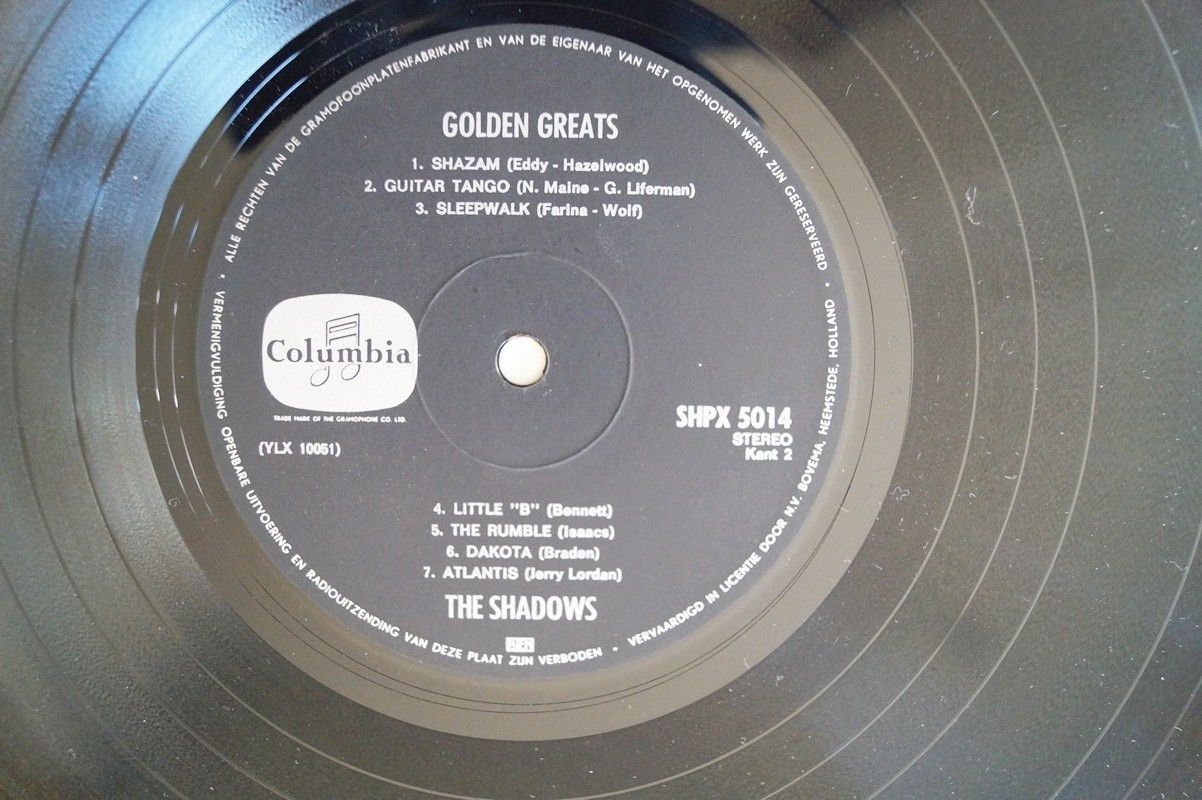 ALLE RECHTEN VAN DE GRAMOFOONPLATENFABRIKANT EN VAN DE EIGENAAR VAN HET OPGENOMEN WERK ZIJN GERESERVEERD •
GOLDEN GREATS
1. SHAZAM (Eddy - Hazelwood)
2. GUITAR TANGO (N. Maine - G. Liferman)
3. SLEEPWALK (Farina - Wolf)
Columbia
TRADE MARK OF THE GRAMOPHONE CO. LTD.
(YLX 10051)
SHPX 5014
STEREO
Kant 2
4. LITTLE "B" (Bennett)
5. THE RUMBLE (Isaacs)
6. DAKOTA (Braden)
7. ATLANTIS (Jerry Lordan)
THE SHADOWS
VERVAARDIGD IN LICENTIE DOOR N.V. BOVEMA, HEEMSTEDE, HOLLAND
• VERMENIGVULDIGING OPENBARE UITVOERING EN RADIOUITZENDING VAN DEZE PLAAT ZIJN VERBODEN •